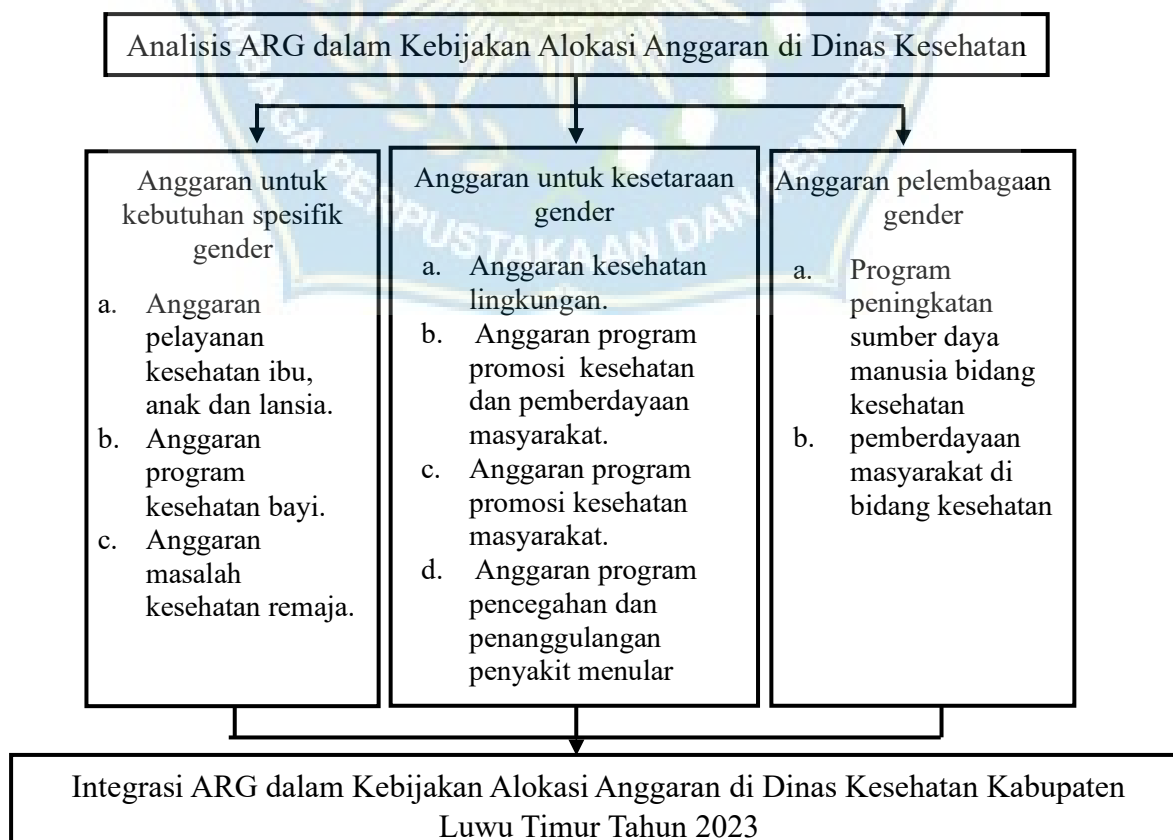 Analisis ARG dalam Kebijakan Alokasi Anggaran di Dinas Kesehatan
Anggaran untuk
kebutuhan spesifik
gender
a. Anggaran
pelayanan
kesehatan ibu,
anak dan lansia.
b. Anggaran
program
kesehatan bayi.
c. Anggaran
masalah
kesehatan remaja.
Anggaran untuk kesetaraan
gender
a. Anggaran kesehatan
lingkungan.
b. Anggaran program
promosi kesehatan
dan pemberdayaan
masyarakat.
c. Anggaran program
promosi kesehatan
masyarakat.
d. Anggaran program
pencegahan dan
penanggulangan
penyakit menular
Anggaran pelembagaan
gender
a. Program
peningkatan
sumber daya
manusia bidang
kesehatan
b. pemberdayaan
masyarakat di
bidang kesehatan
Integrasi ARG dalam Kebijakan Alokasi Anggaran di Dinas Kesehatan Kabupaten
Luwu Timur Tahun 2023
PERPUSTAKAAN DAN